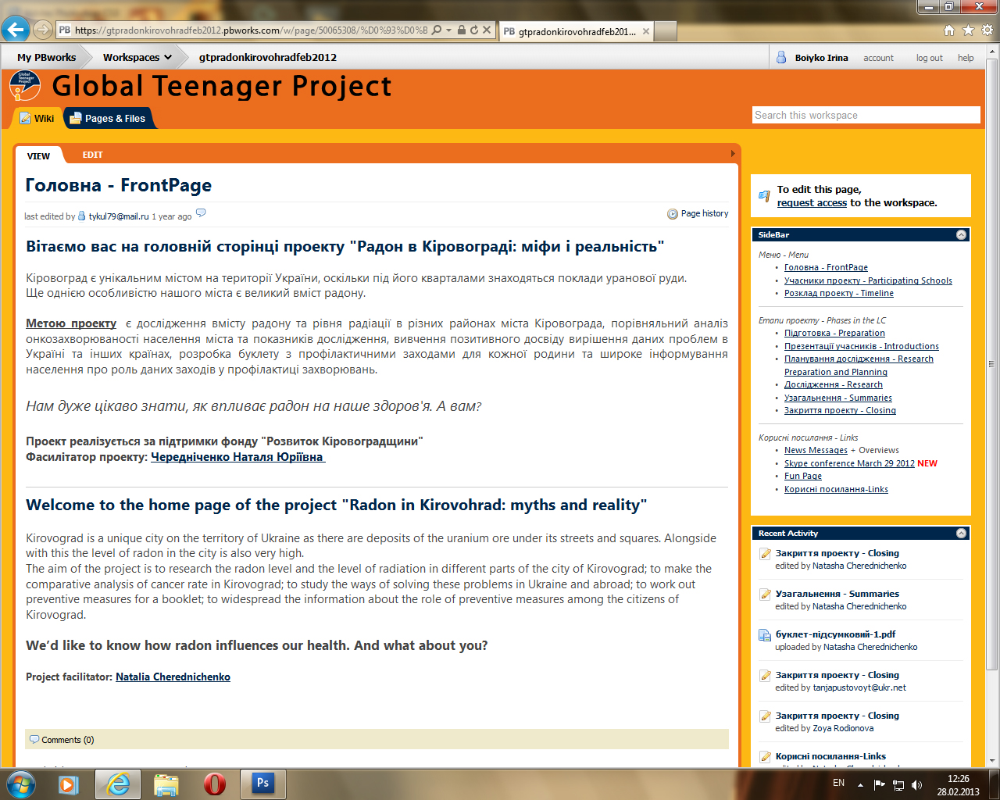 https://gtpradonkirovohradfeb2012.pbworks.com/w/page/50065308/%D0%93%D0%B
gtpradonkirovohradfeb201...
My PBworks
Workspaces
gtpradonkirovohradfeb2012
Boiyko Irina
account
log out
help
Global Teenager Project
Global Teenager Project
Wiki
Pages & Files
Search this workspace
VIEW
EDIT
Головна - FrontPage
last edited by tykul79@mail.ru 1 year ago
Page history
Вітаємо вас на головній сторінці проекту "Радон в Кіровограді: міфи і реальність"
Кіровоград є унікальним містом на території України, оскільки під його кварталами знаходяться поклади уранової руди.
Ще однією особливістю нашого міста є великий вміст радону.
Метою проекту є дослідження вмісту радону та рівня радіації в різних районах міста Кіровограда, порівняльний аналіз
онкозахворюваності населення міста та показників дослідження, вивчення позитивного досвіду вирішення даних проблем в
Україні та інших країнах, розробка буклету з профілактичними заходами для кожної родини та широке інформування
населення про роль даних заходів у профілактиці захворювань.
Нам дуже цікаво знати, як впливає радон на наше здоров'я. А вам?
Проект реалізується за підтримки фонду "Розвиток Кіровоградщини"
Фасилітатор проекту: Чередніченко Наталя Юріївна
Welcome to the home page of the project "Radon in Kirovohrad: myths and reality"
Kirovograd is a unique city on the territory of Ukraine as there are deposits of the uranium ore under its streets and squares. Alongside
with this the level of radon in the city is also very high.
The aim of the project is to research the radon level and the level of radiation in different parts of the city of Kirovograd; to make the
comparative analysis of cancer rate in Kirovograd; to study the ways of solving these problems in Ukraine and abroad; to work out
preventive measures for a booklet; to widespread the information about the role of preventive measures among the citizens of
Kirovograd.
We'd like to know how radon influences our health. And what about you?
Project facilitator: Natalia Cherednichenko
Comments (0)
To edit this page,
request access to the workspace.
SideBar
Меню - Menu
Головна - FrontPage
Учасники проекту - Participating Schools
Розклад проекту - Timeline
Етапи проекту - Phases in the LC
Підготовка - Preparation
Презентації учасників - Introductions
Планування дослідження - Research
Preparation and Planning
Дослідження - Research
Узагальнення - Summaries
Закриття проекту - Closing
Корисні посилання - Links
News Messages + Overviews
Skype conference March 29 2012 NEW
Fun Page
Корисні посилання-Links
Recent Activity
Закриття проекту - Closing
edited by Natasha Cherednichenko
Узагальнення - Summaries
edited by Natasha Cherednichenko
буклет-підсумковий-1.pdf
uploaded by Natasha Cherednichenko
Закриття проекту - Closing
edited by tanjapustovoyt@ukr.net
Закриття проекту - Closing
edited by Zoya Rodionova
Корисні посилання-Links
EN
12:26
28.02.2013